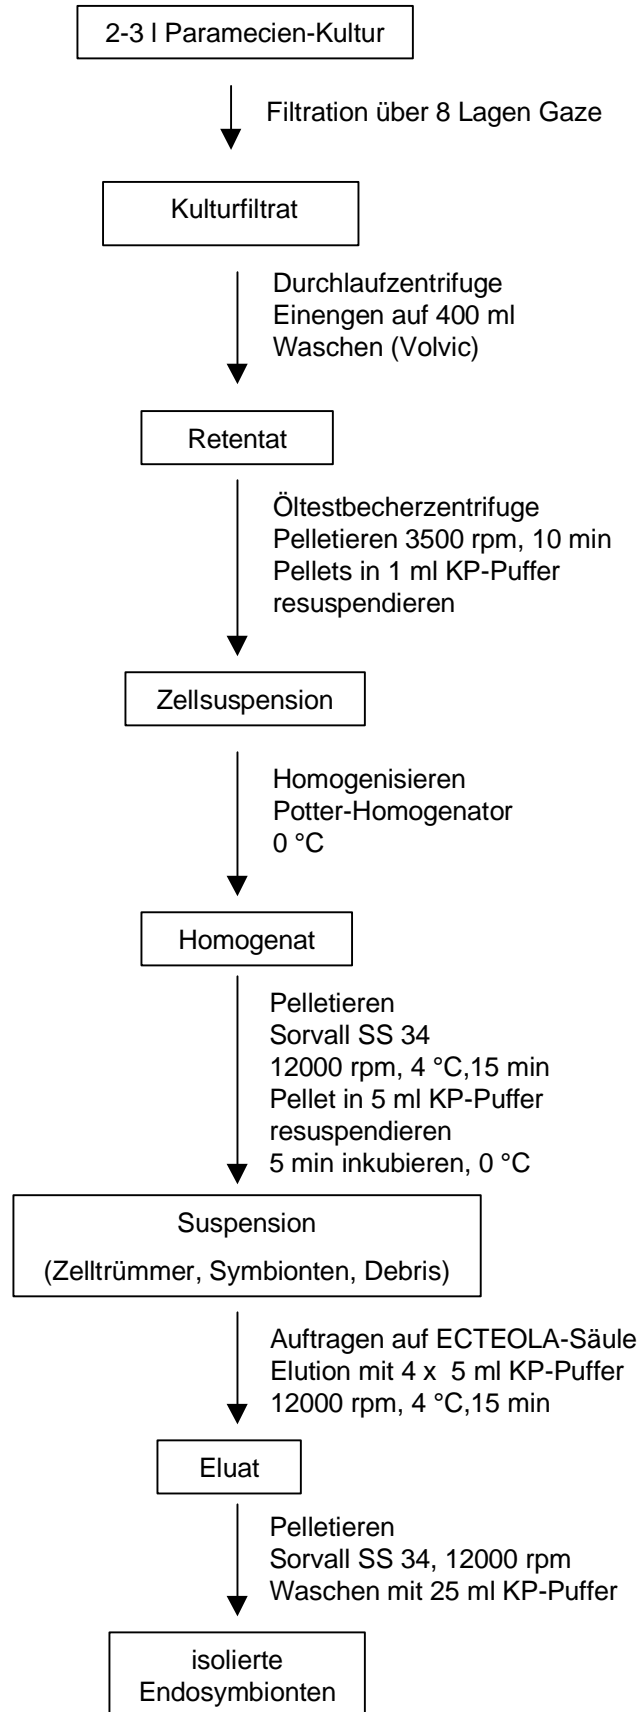 2-3 l Paramecien-Kultur
Filtration über 8 Lagen Gaze
Kulturfiltrat
Durchlaufzentrifuge
Einengen auf 400 ml
Waschen (Volvic)
Retentat
Öltestbecherzentrifuge
Pelletieren 3500 rpm, 10 min
Pellets in 1 ml KP-Puffer
resuspendieren
Zellsuspension
Homogenisieren
Potter-Homogenator
0 °C
Homogenat
Pelletieren
Sorvall SS 34
12000 rpm, 4 °C,15 min
Pellet in 5 ml KP-Puffer
resuspendieren
5 min inkubieren, 0 °C
Suspension
(Zelltrümmer, Symbionten, Debris)
Auftragen auf ECTEOLA-Säule
Elution mit 4 x 5 ml KP-Puffer
12000 rpm, 4 °C,15 min
Eluat
Pelletieren
Sorvall SS 34, 12000 rpm
Waschen mit 25 ml KP-Puffer
isolierte
Endosymbionten